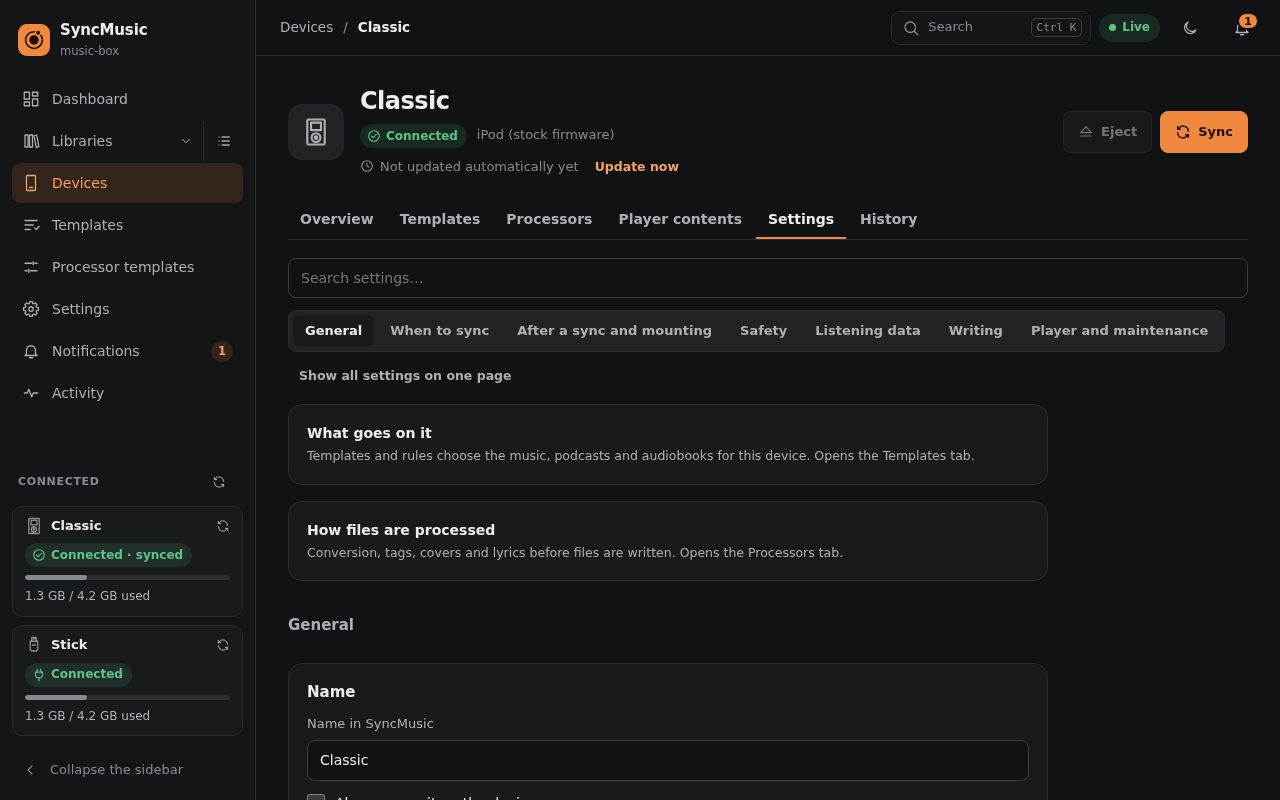 SyncMusic
music-box
Dashboard
Libraries
Devices
Templates
Processor templates
Settings
Notifications
1
Activity
CONNECTED
Classic
Connected · synced
1.3 GB / 4.2 GB used
Stick
Connected
1.3 GB / 4.2 GB used
Collapse the sidebar
Devices / Classic
Search
Ctrl K
Live
1
Classic
Connected
iPod (stock firmware)
Not updated automatically yet
Update now
Eject
Sync
Overview
Templates
Processors
Player contents
Settings
History
Search settings…
General
When to sync
After a sync and mounting
Safety
Listening data
Writing
Player and maintenance
Show all settings on one page
What goes on it
Templates and rules choose the music, podcasts and audiobooks for this device. Opens the Templates tab.
How files are processed
Conversion, tags, covers and lyrics before files are written. Opens the Processors tab.
General
Name
Name in SyncMusic
Classic